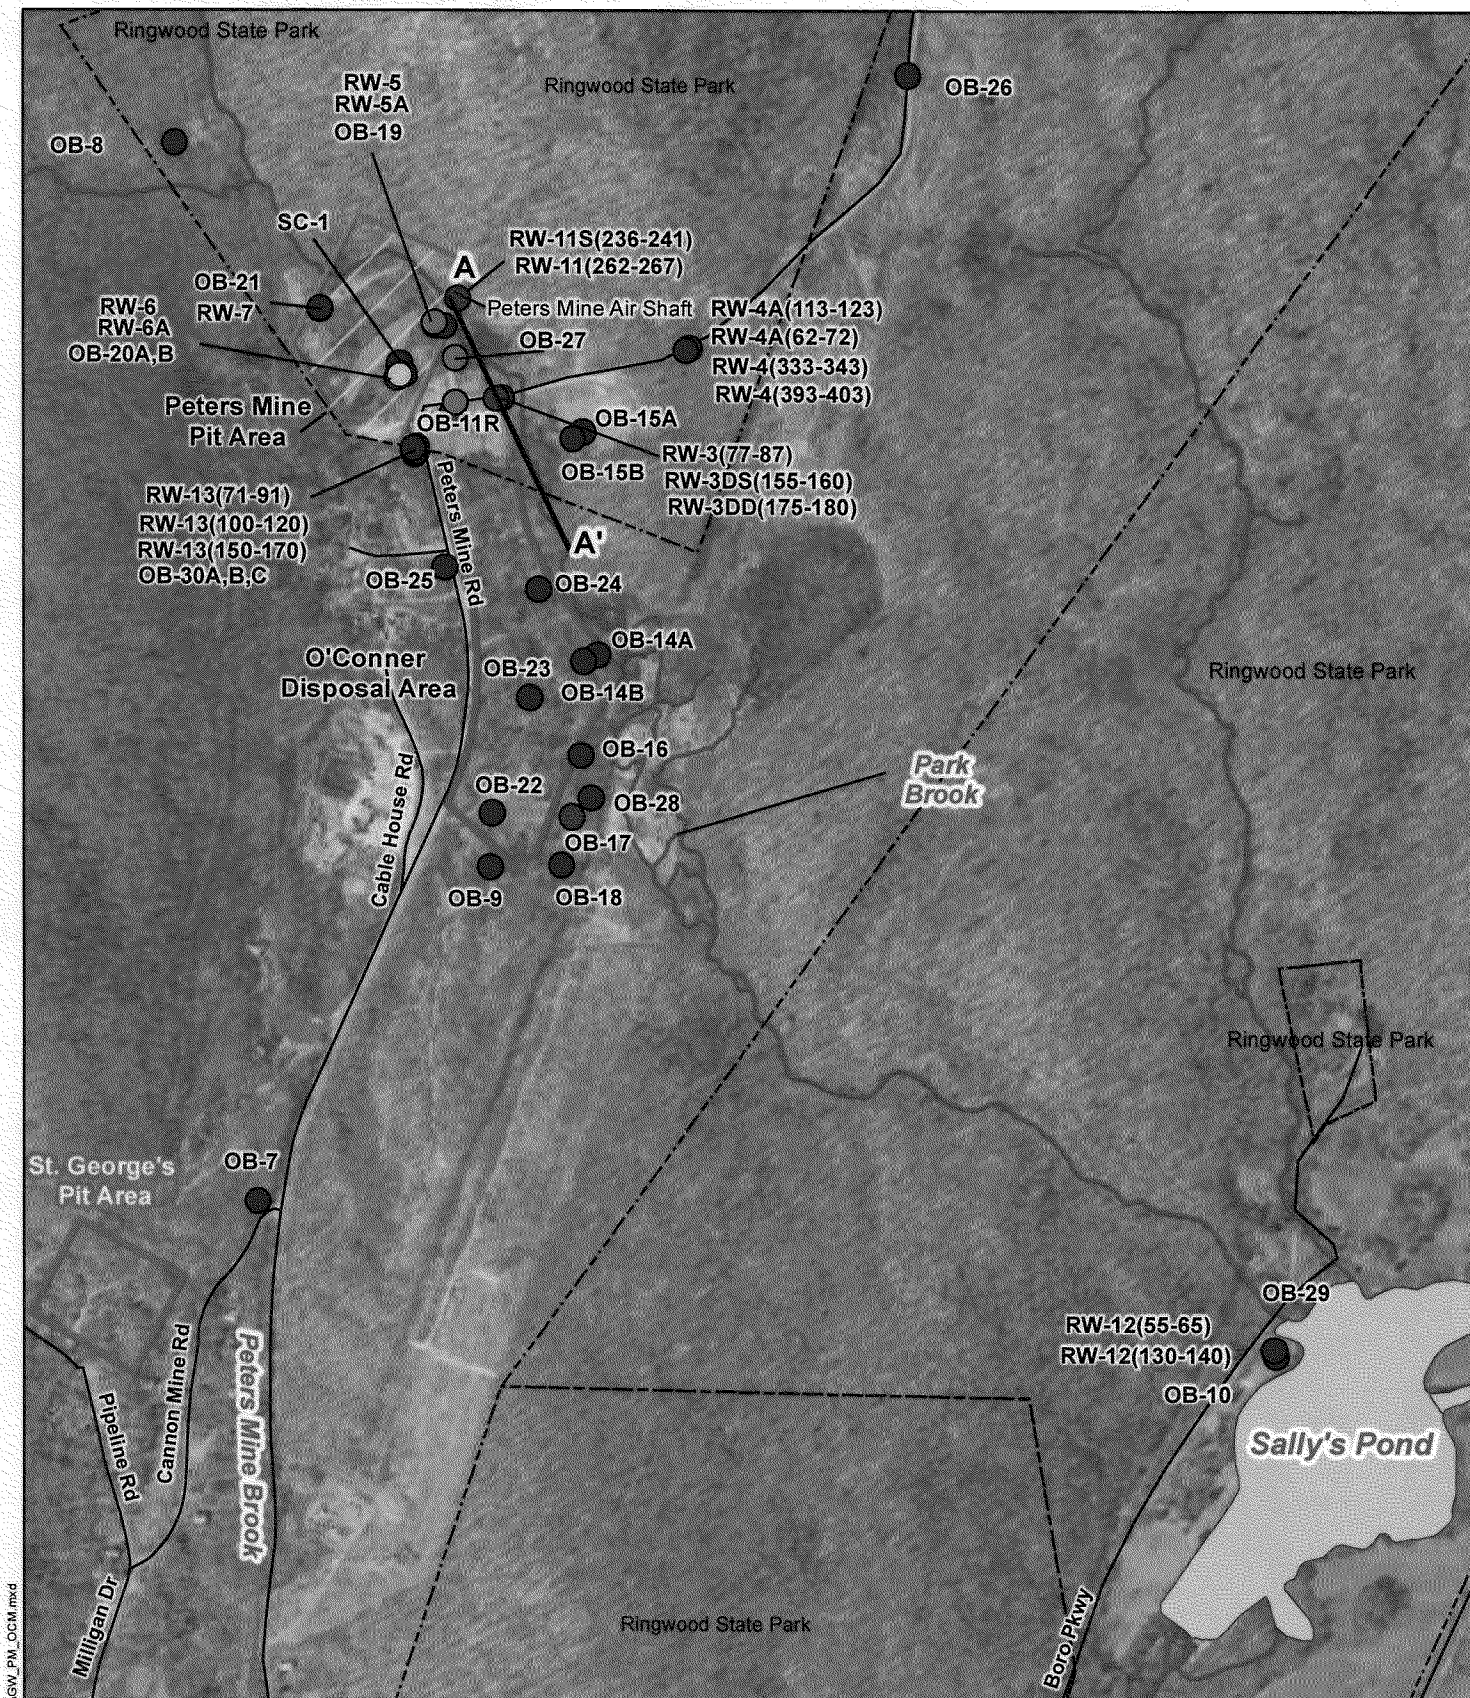 Ringwood State Park
Ringwood State Park
OB-26
RW-5
RW-5A
OB-19
OB-8
SC-1
RW-11S(236-241)
RW-11(262-267)
A
OB-21
RW-7
Peters Mine Air Shaft
RW-6
RW-6A
OB-20A,B
OB-27
RW-4A(113-123)
RW-4A(62-72)
RW-4(333-343)
RW-4(393-403)
Peters Mine
Pit Area
OB-11R
OB-15A
OB-15B
RW-3(77-87)
RW-3DS(155-160)
RW-3DD(175-180)
RW-13(71-91)
RW-13(100-120)
RW-13(150-170)
OB-30A,B,C
Peters Mine Rd
A'
OB-25
OB-24
OB-14A
O'Conner
Disposal Area
OB-23
OB-14B
Ringwood State Park
OB-16
Park
Brook
Cable House Rd
OB-22
OB-28
OB-17
OB-9
OB-18
Ringwood State Park
St. George's
Pit Area
OB-7
OB-29
RW-12(55-65)
RW-12(130-140)
OB-10
Sally's Pond
Pipeline Rd
Cannon Mine Rd
Peters Mine Brook
Milligan Dr
Ringwood State Park
Boro Pkwy
GW_PM_OCM.mxd